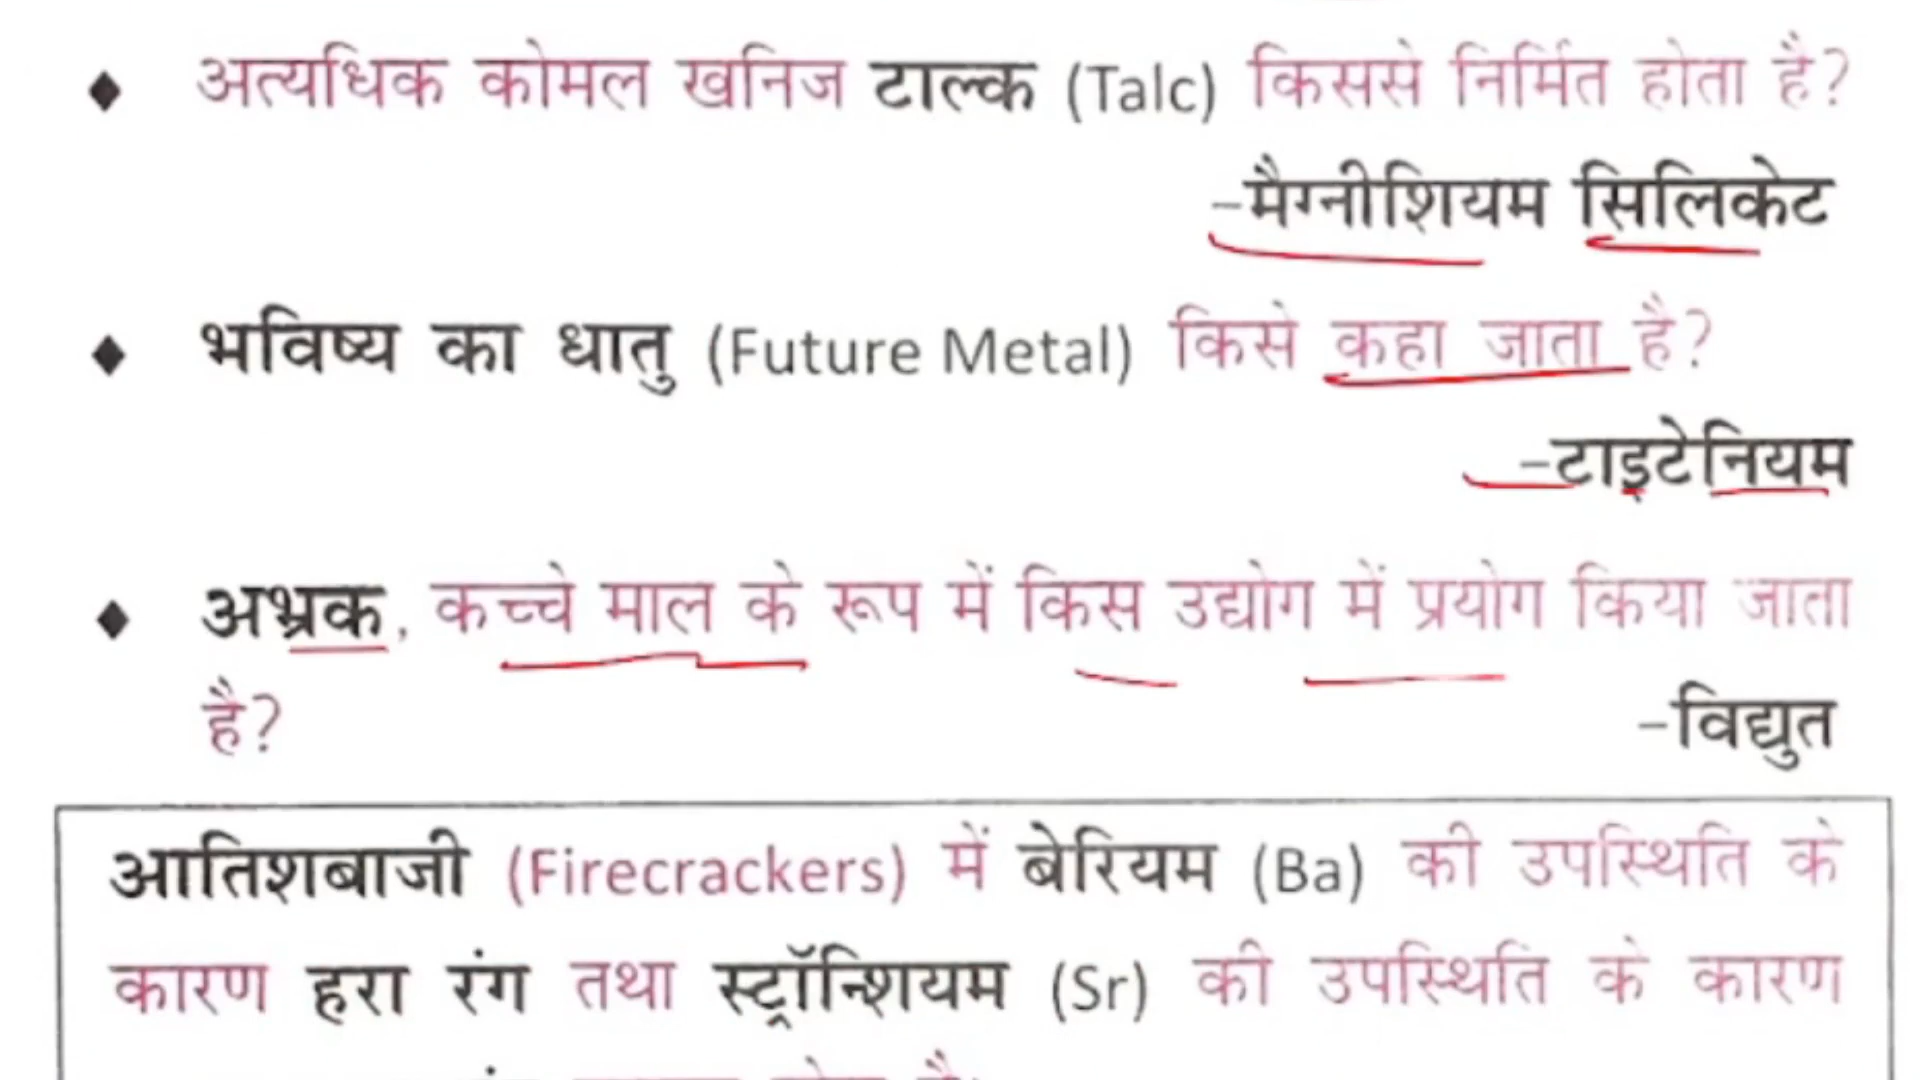 ♦ अत्यधिक कोमल खनिज टाल्क (Talc) किससे निर्मित होता है?
–मैग्नीशियम सिलिकेट
♦ भविष्य का धातु (Future Metal) किसे कहा जाता है?
–टाइटेनियम
♦ अभ्रक, कच्चे माल के रूप में किस उद्योग में प्रयोग किया जाता
है? –विद्युत
आतिशबाजी (Firecrackers) में बेरियम (Ba) की उपस्थिति के
कारण हरा रंग तथा स्ट्रॉन्शियम (Sr) की उपस्थिति के कारण